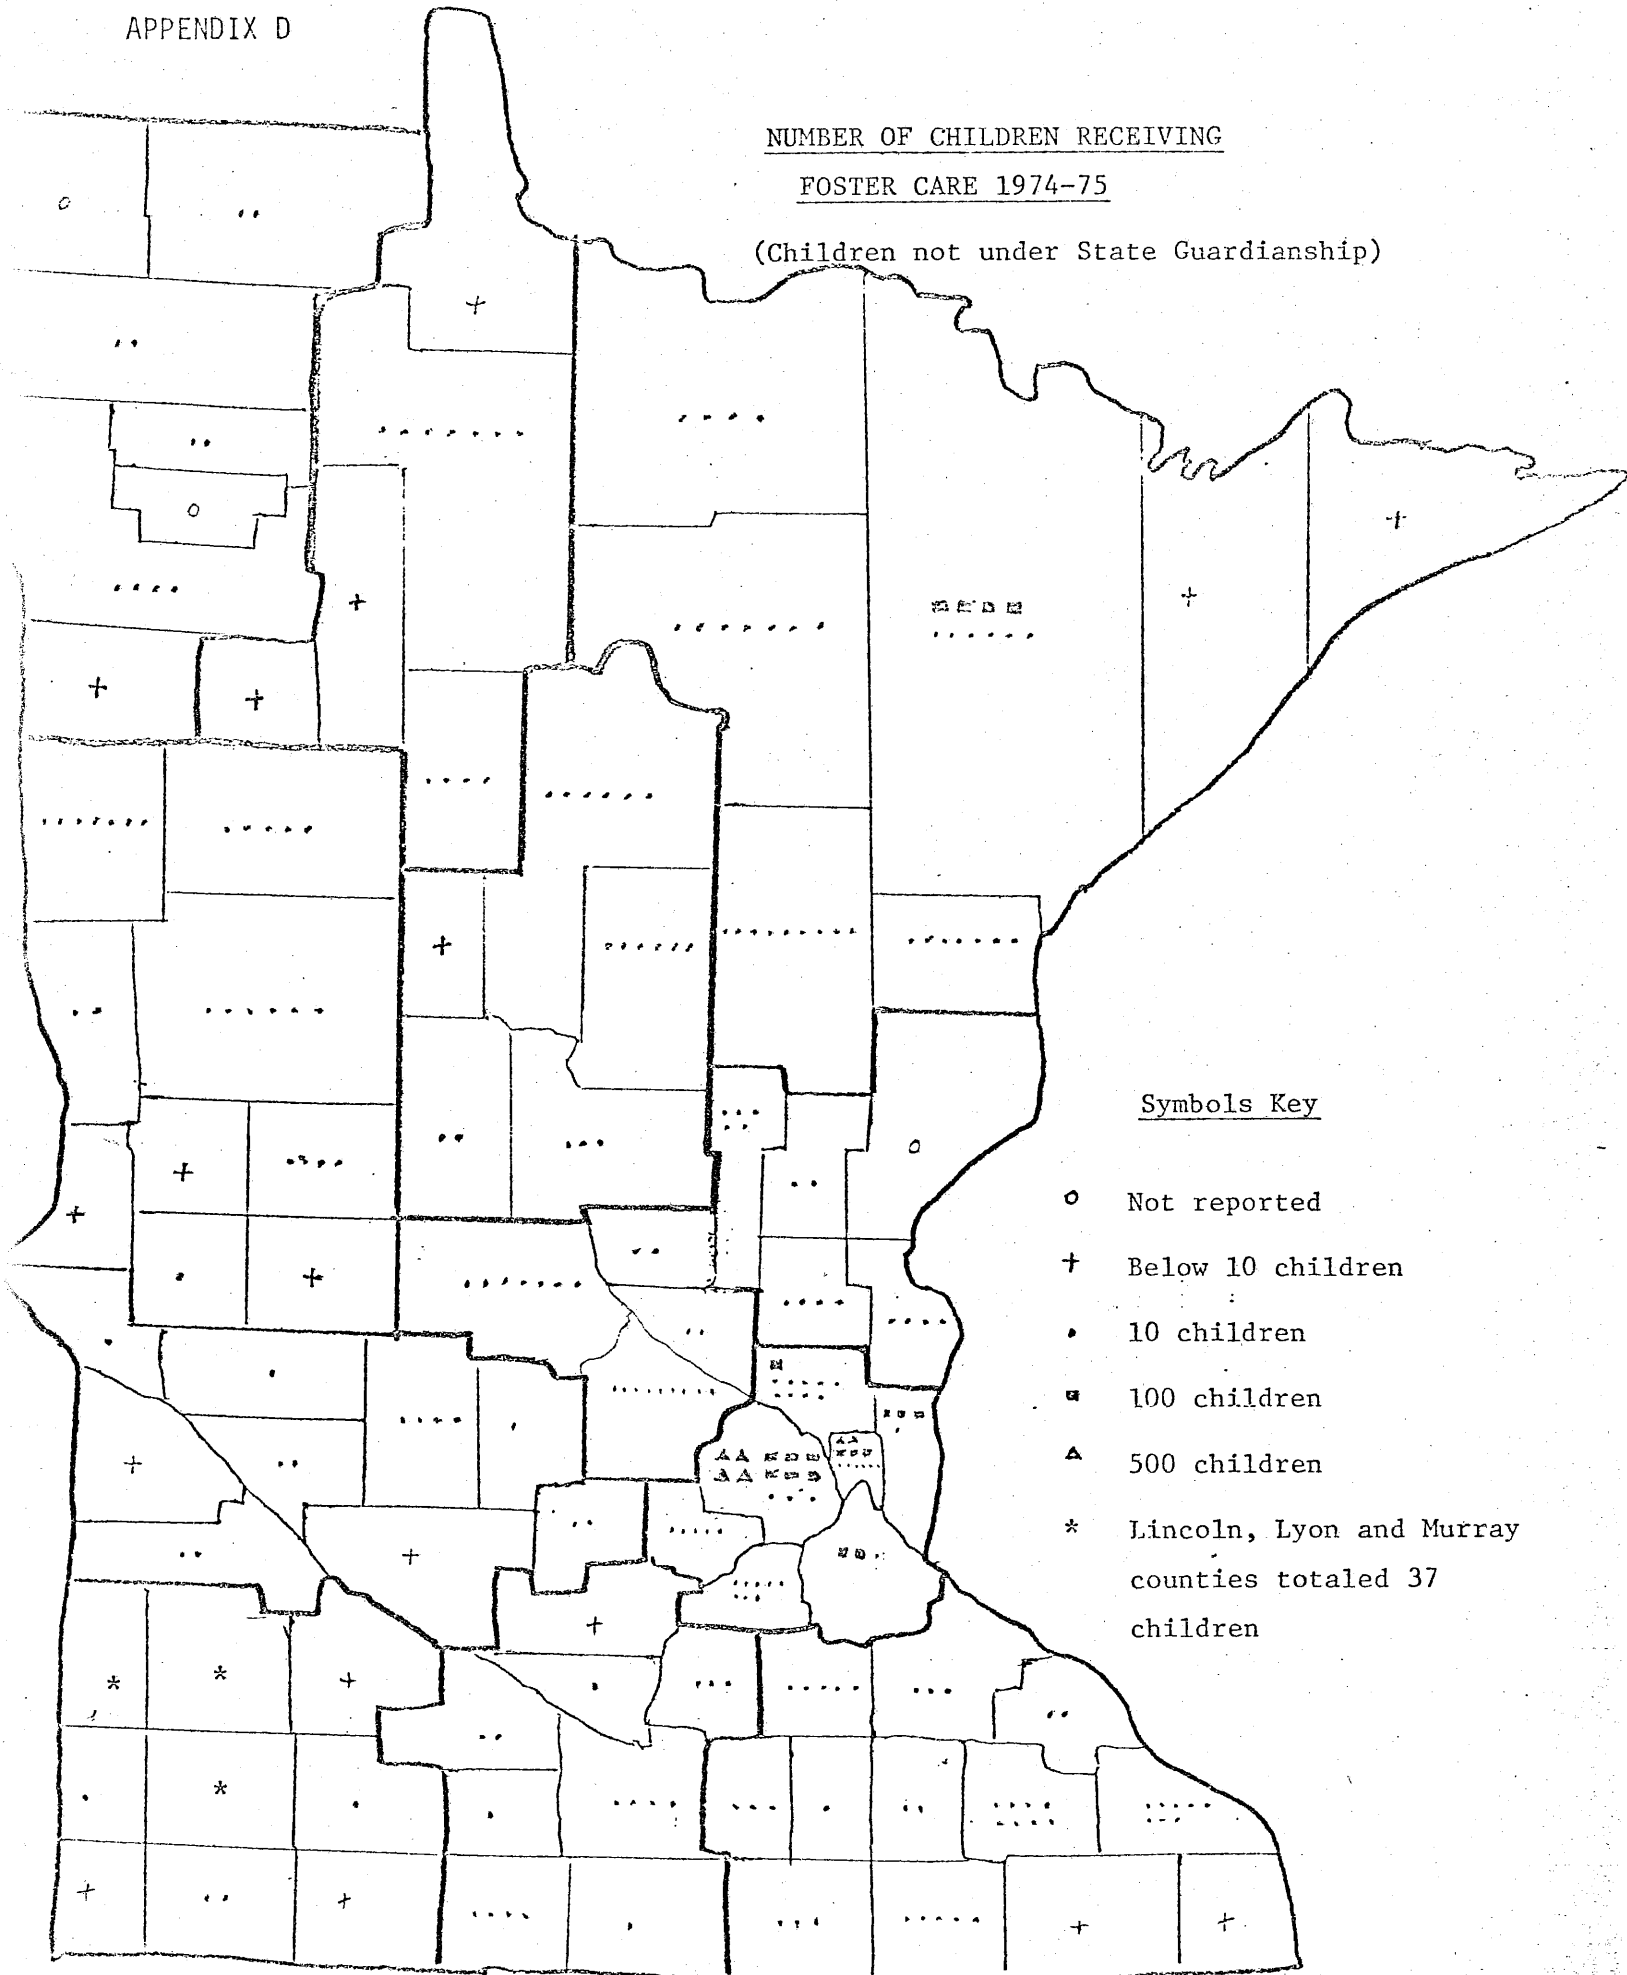 APPENDIX D
NUMBER OF CHILDREN RECEIVING
FOSTER CARE 1974-75
(Children not under State Guardianship)
Symbols Key
o Not reported
+ Below 10 children
• 10 children
■ 100 children
△ 500 children
* Lincoln, Lyon and Murray
counties totaled 37
children